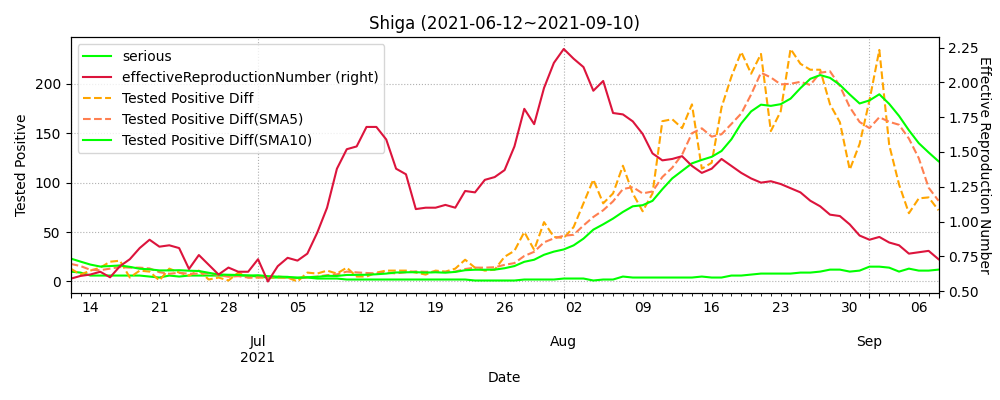 Shiga (2021-06-12~2021-09-10)
serious
effectiveReproductionNumber (right)
Tested Positive Diff
Tested Positive Diff(SMA5)
Tested Positive Diff(SMA10)
Tested Positive
200
150
100
50
0
2.25
2.00
1.75
1.50
1.25
1.00
0.75
0.50
Effective Reproduction Number
14 21 28 05 12 19 26 02 09 16 23 30 06
Jul Aug Sep
2021
Date